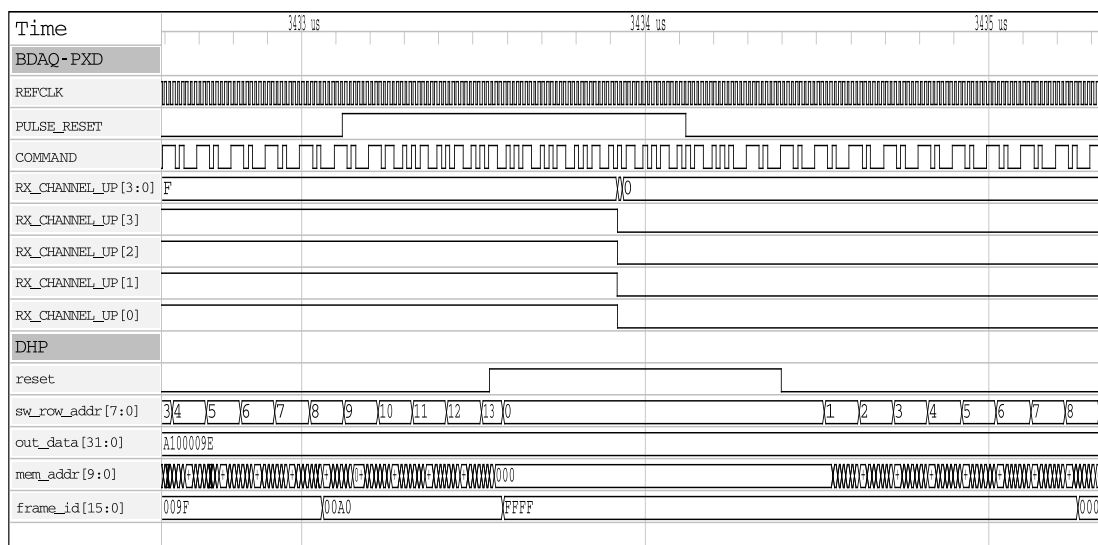 Time 3433 us 3434 us 3435 us
BDAQ-PXD
REFCLK
PULSE_RESET
COMMAND
RX_CHANNEL_UP[3:0] F 0
RX_CHANNEL_UP[3]
RX_CHANNEL_UP[2]
RX_CHANNEL_UP[1]
RX_CHANNEL_UP[0]
DHP
reset
sw_row_addr[7:0] 3 4 5 6 7 8 9 10 11 12 13 0 1 2 3 4 5 6 7 8
out_data[31:0] A100009E
mem_addr[9:0] 000
frame_id[15:0] 009F 00A0 FFFF 000